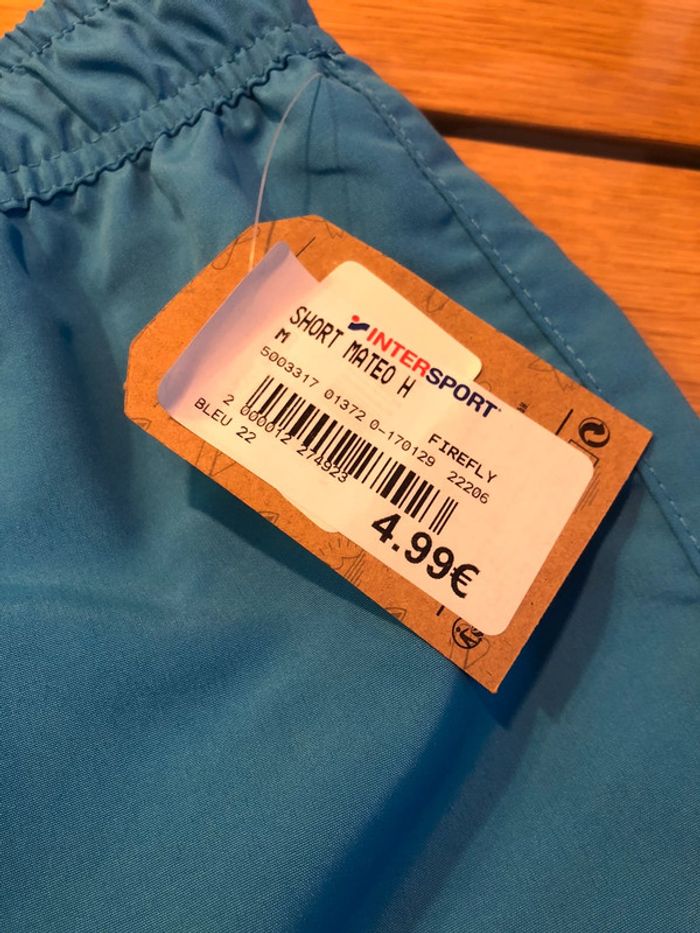 INTERSPORT
SHORT MATEO H
M
FIREFLY
5003317 01372 0-170129 22206
2 000012 274923
BLEU 22
4.99€